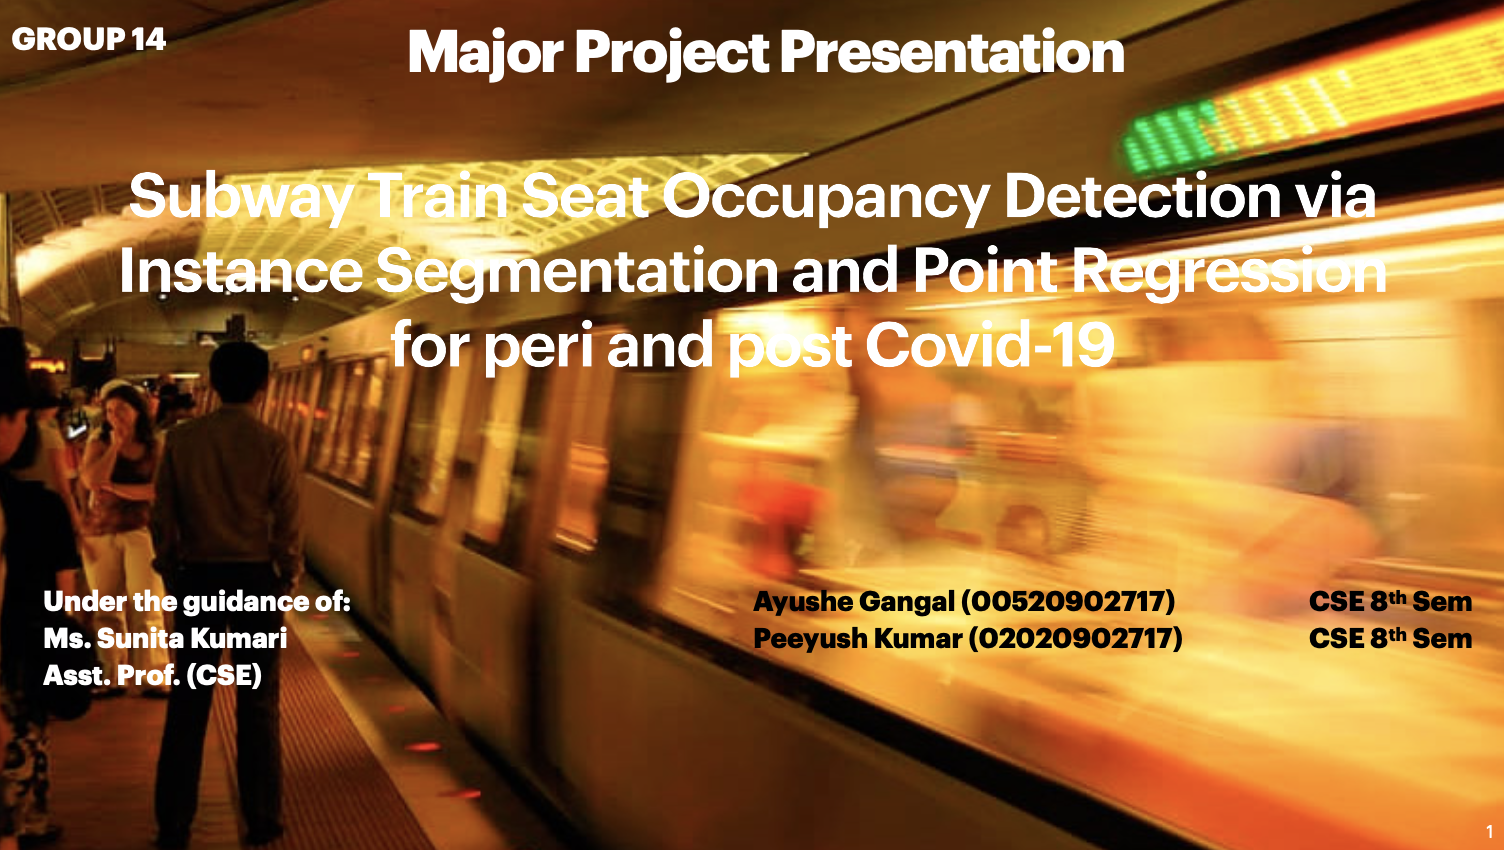 GROUP 14
Major Project Presentation
Subway Train Seat Occupancy Detection via
Instance Segmentation and Point Regression
for peri and post Covid-19
Under the guidance of:
Ms. Sunita Kumari
Asst. Prof. (CSE)
Ayushe Gangal (00520902717) CSE 8th Sem
Peeyush Kumar (02020902717) CSE 8th Sem
1